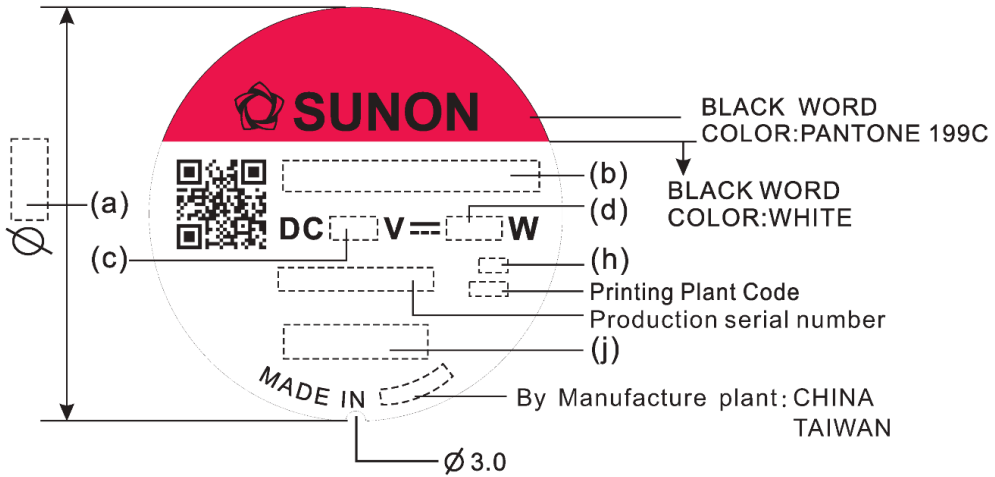 SUNON
BLACK WORD
COLOR:PANTONE 199C
BLACK WORD
COLOR:WHITE
(a)
Ø
(b)
(d)
DC V⎓ W
(c)
(h)
Printing Plant Code
Production serial number
(j)
MADE IN
By Manufacture plant: CHINA
TAIWAN
Ø3.0